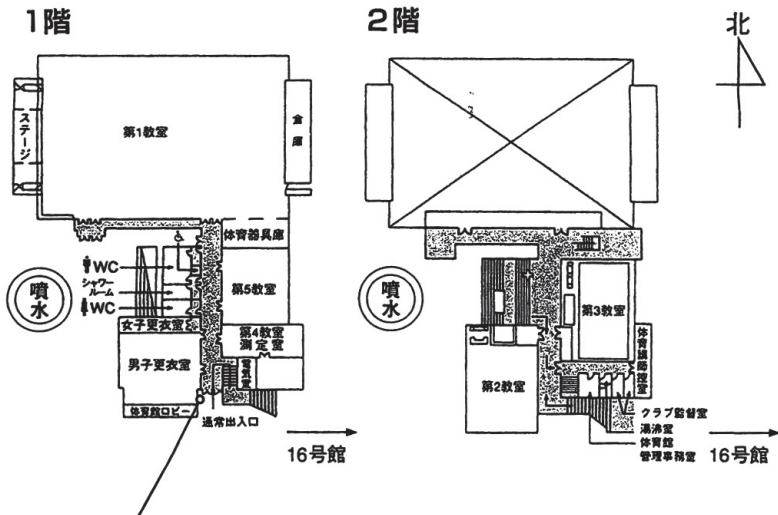 1階
ステージ
第1教室
倉庫
体育器具庫
WC
シャワー
ルーム
WC
噴水
第5教室
女子更衣室
第4教室
測定室
男子更衣室
電気室
体育館ロビー
通常出入口
16号館
2階
北
噴水
第3教室
体育講師控室
第2教室
クラブ監督室
湯沸室
体育館
管理事務室
16号館